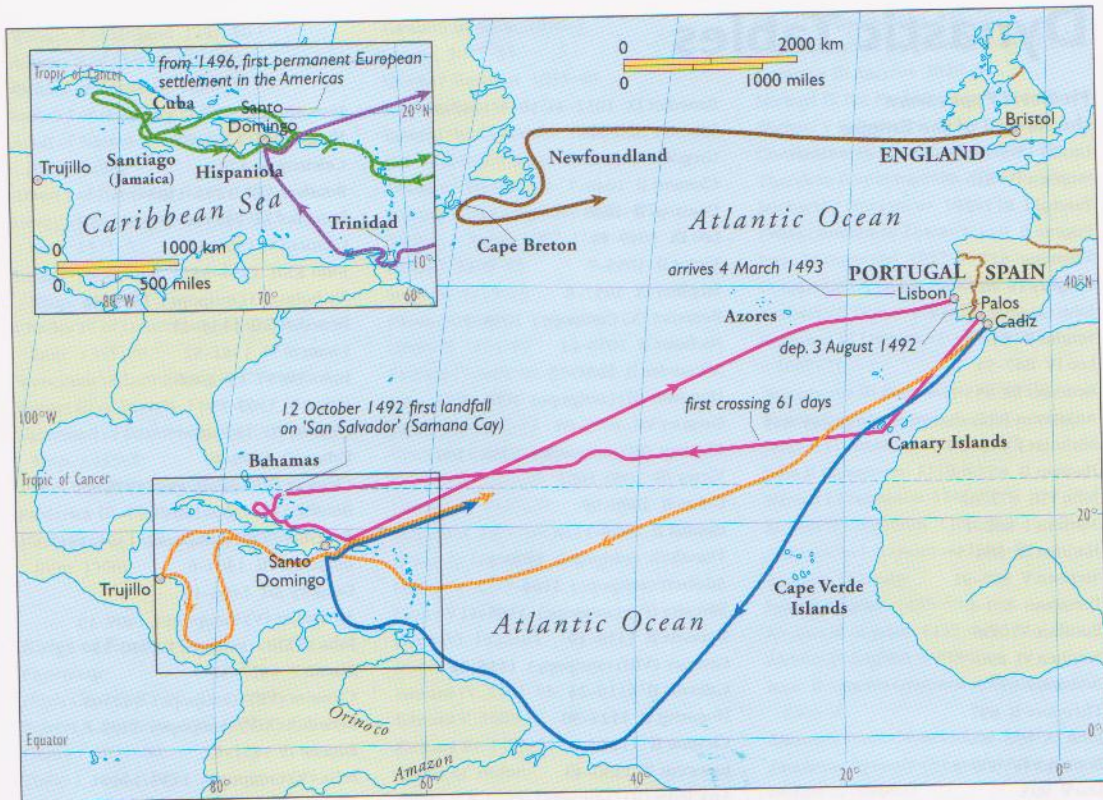 Tropic of Cancer
from '1496, first permanent European
settlement in the Americas
20°N
Cuba
Santo
Domingo
Santiago
(Jamaica)
Hispaniola
Trujillo
Caribbean Sea
Trinidad
0
1000 km
0
500 miles
80°W
70°
60°
10°
0
2000 km
0
1000 miles
Bristol
ENGLAND
Newfoundland
Cape Breton
Atlantic Ocean
arrives 4 March 1493
PORTUGAL
SPAIN
40°N
Lisbon
Palos
Cadiz
Azores
dep. 3 August 1492
100°W
12 October 1492 first landfall
on 'San Salvador' (Samana Cay)
first crossing 61 days
Bahamas
Canary Islands
Tropic of Cancer
20°
Santo
Domingo
Trujillo
Cape Verde
Islands
Atlantic Ocean
Orinoco
Equator
0°
Amazon
80°
60°
40°
20°
0°